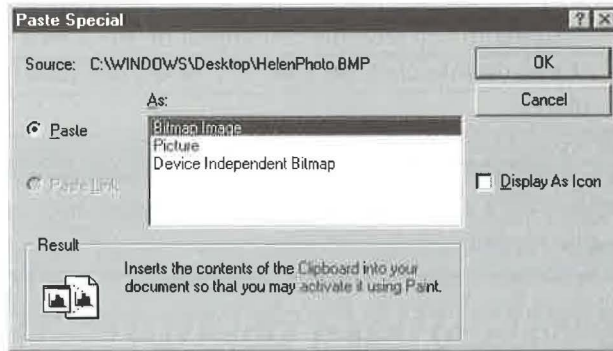 Paste Special
Source: C:\WINDOWS\Desktop\HelenPhoto.BMP
OK
Cancel
As:
Paste
Bitmap Image
Picture
Device Independent Bitmap
Paste Link
Display As Icon
Result
Inserts the contents of the Clipboard into your
document so that you may activate it using Paint.